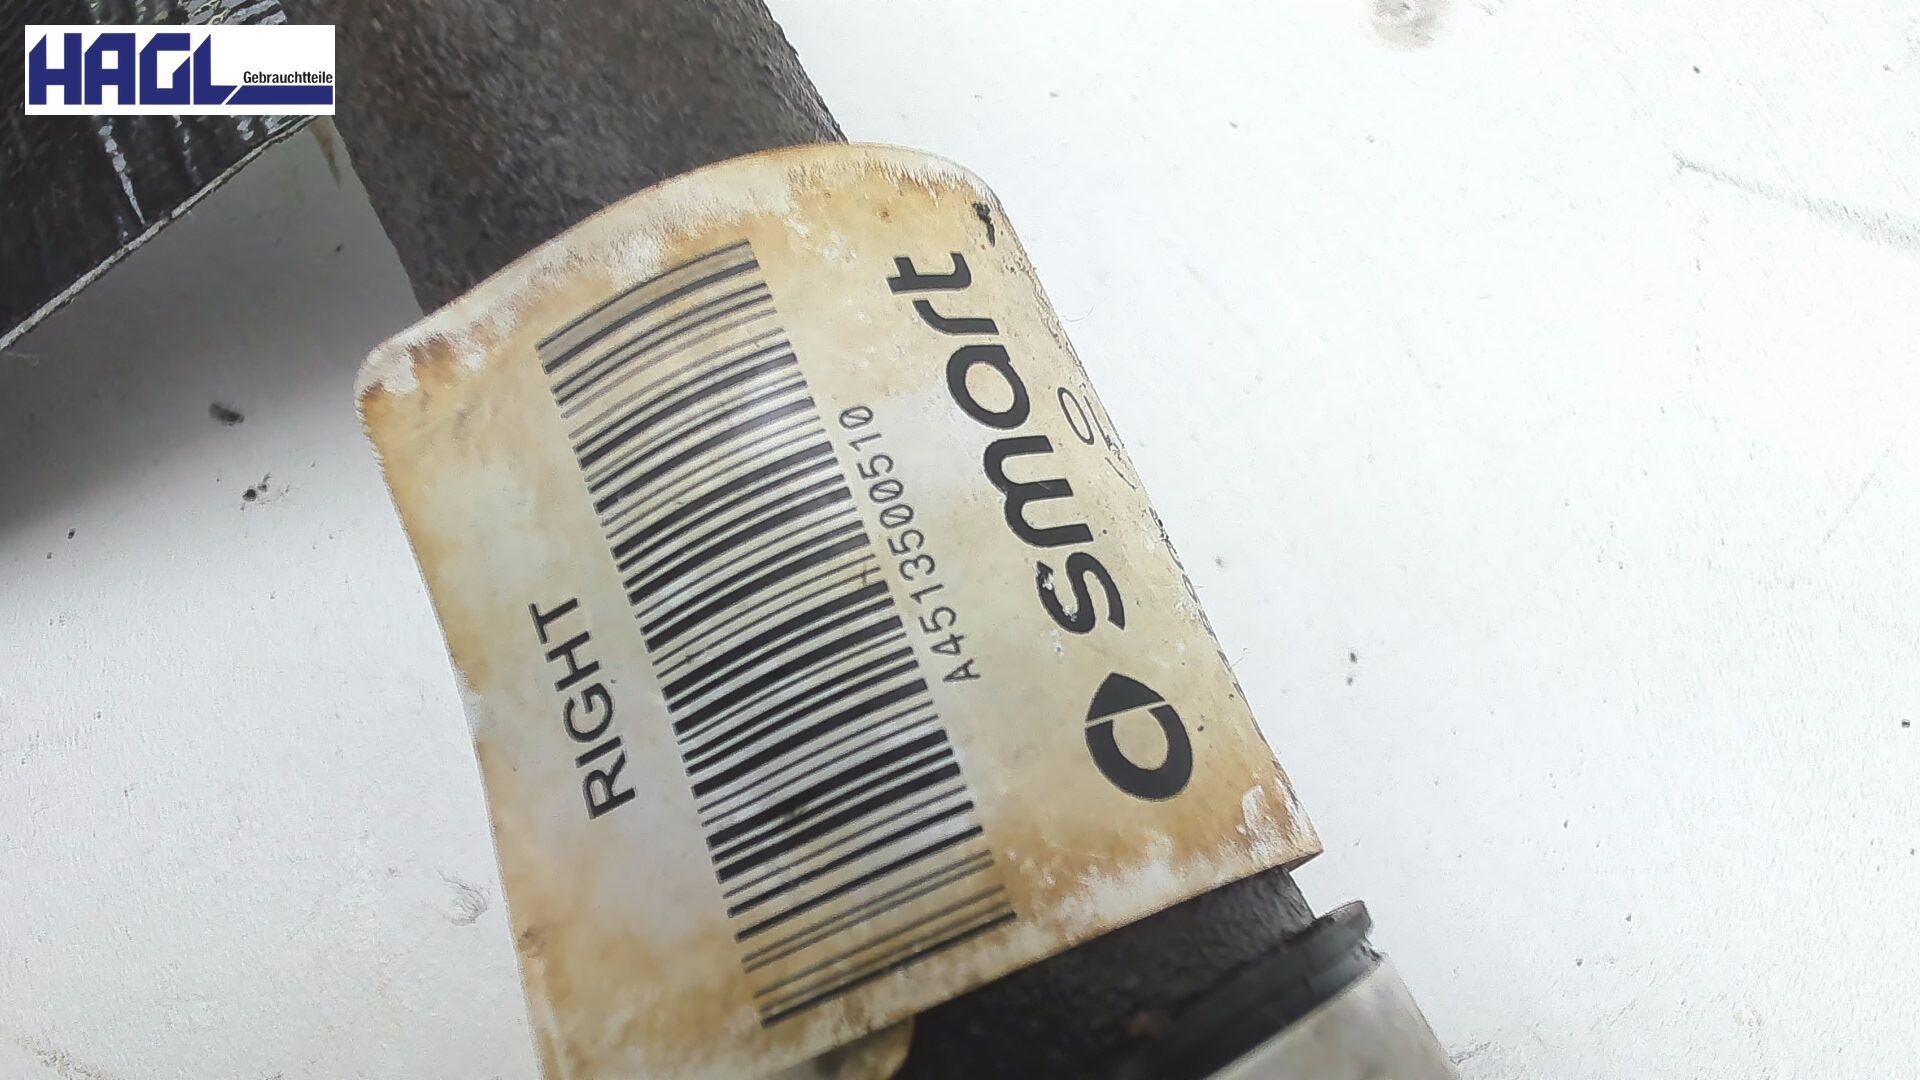 HAGL
Gebrauchtteile
smart
A4513500510
RIGHT